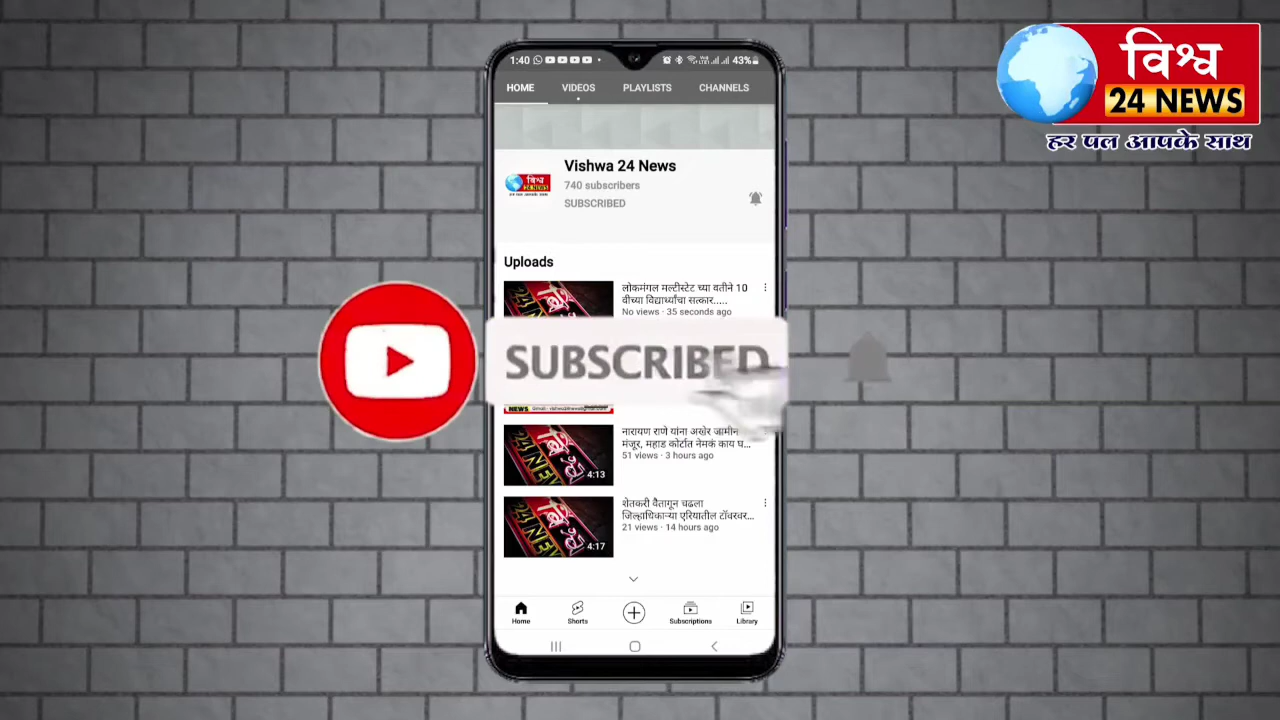 विश्व
24 NEWS
हर पल आपके साथ
1:40
43%
HOME VIDEOS PLAYLISTS CHANNELS
Vishwa 24 News
740 subscribers
SUBSCRIBED
विश्व
24 NEWS
Uploads
लोकमंगल मल्टीस्टेट च्या वतीने 10
वीच्या विद्यार्थ्यांचा सत्कार.....
No views · 35 seconds ago
SUBSCRIBED
NEWS
नारायण राणे यांना अखेर जामीन
मंजूर, महाड कोर्टात नेमकं काय घ...
51 views · 3 hours ago
4:13
शेतकरी वैतागून चढला
जिल्हाधिकाऱ्या एरियातील टॉवरवर...
21 views · 14 hours ago
4:17
Home Shorts Subscriptions Library